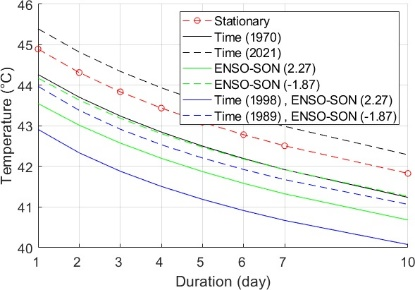 46
45
44
43
42
41
40
Temperature (°C)
Stationary
Time (1970)
Time (2021)
ENSO-SON (2.27)
ENSO-SON (-1.87)
Time (1998) , ENSO-SON (2.27)
Time (1989) , ENSO-SON (-1.87)
1 2 3 4 5 6 7 10
Duration (day)